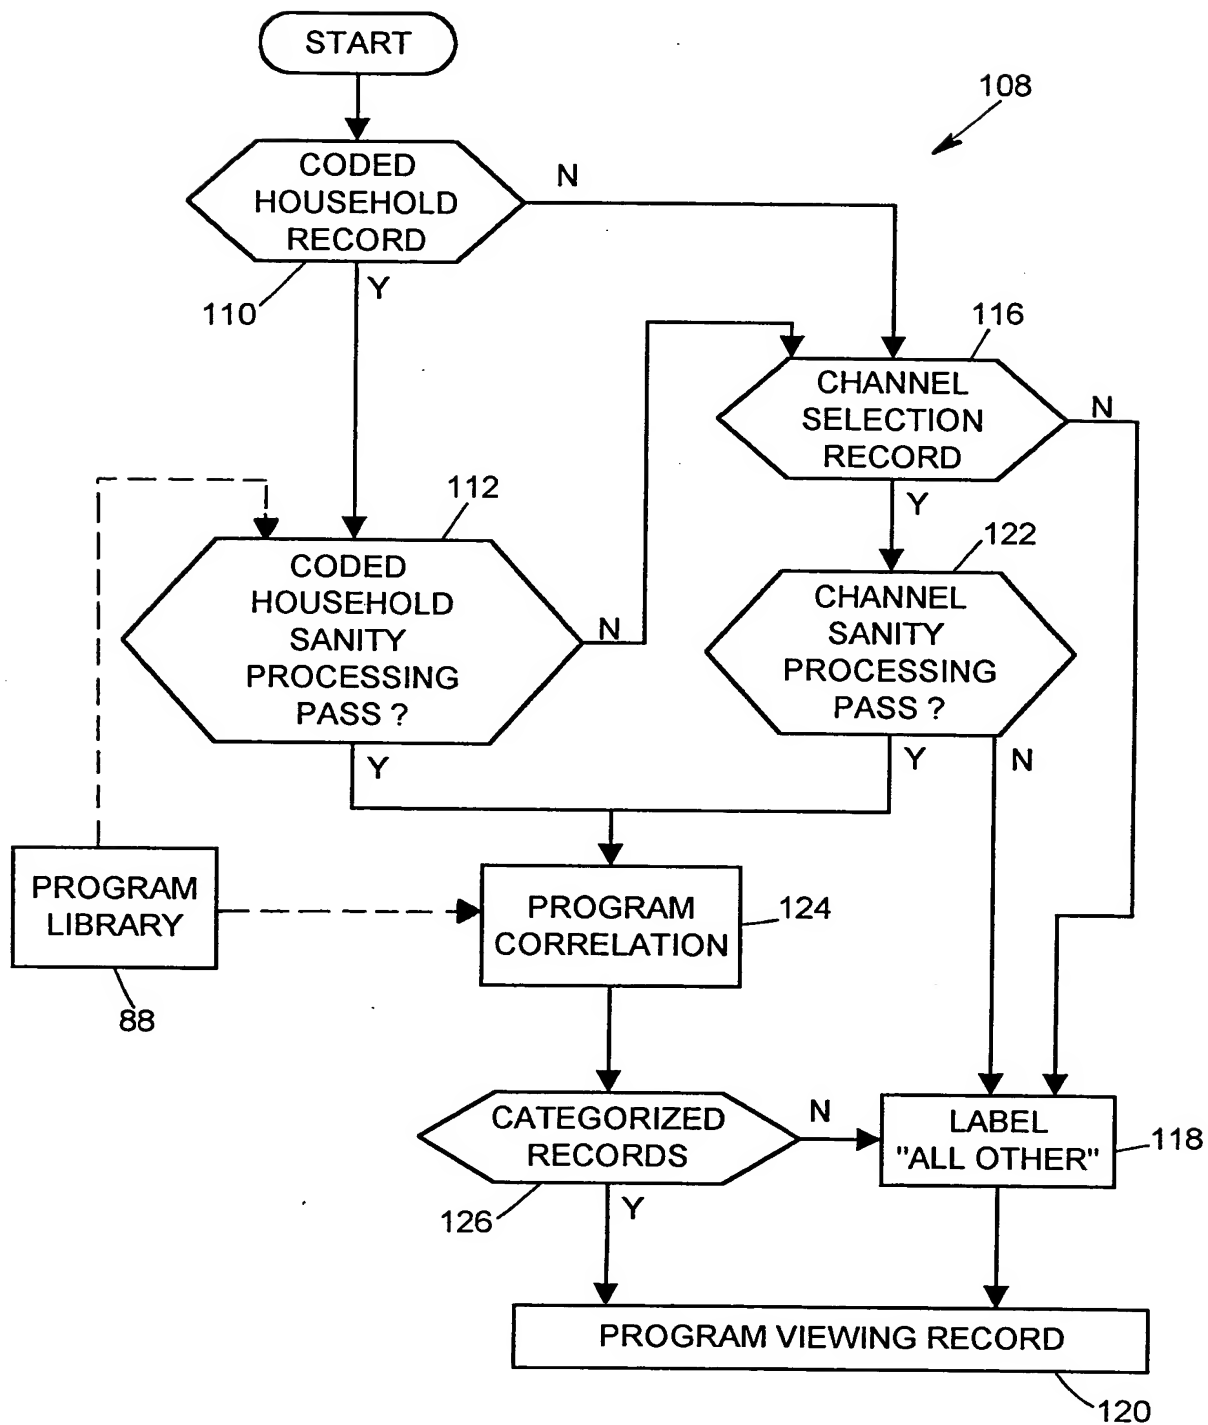 START
108
CODED
HOUSEHOLD
RECORD
N
110
Y
116
CHANNEL
SELECTION
RECORD
N
Y
112
CODED
HOUSEHOLD
SANITY
PROCESSING
PASS ?
N
Y
122
CHANNEL
SANITY
PROCESSING
PASS ?
Y
N
PROGRAM
LIBRARY
88
PROGRAM
CORRELATION
124
CATEGORIZED
RECORDS
N
126
Y
LABEL
"ALL OTHER"
118
PROGRAM VIEWING RECORD
120